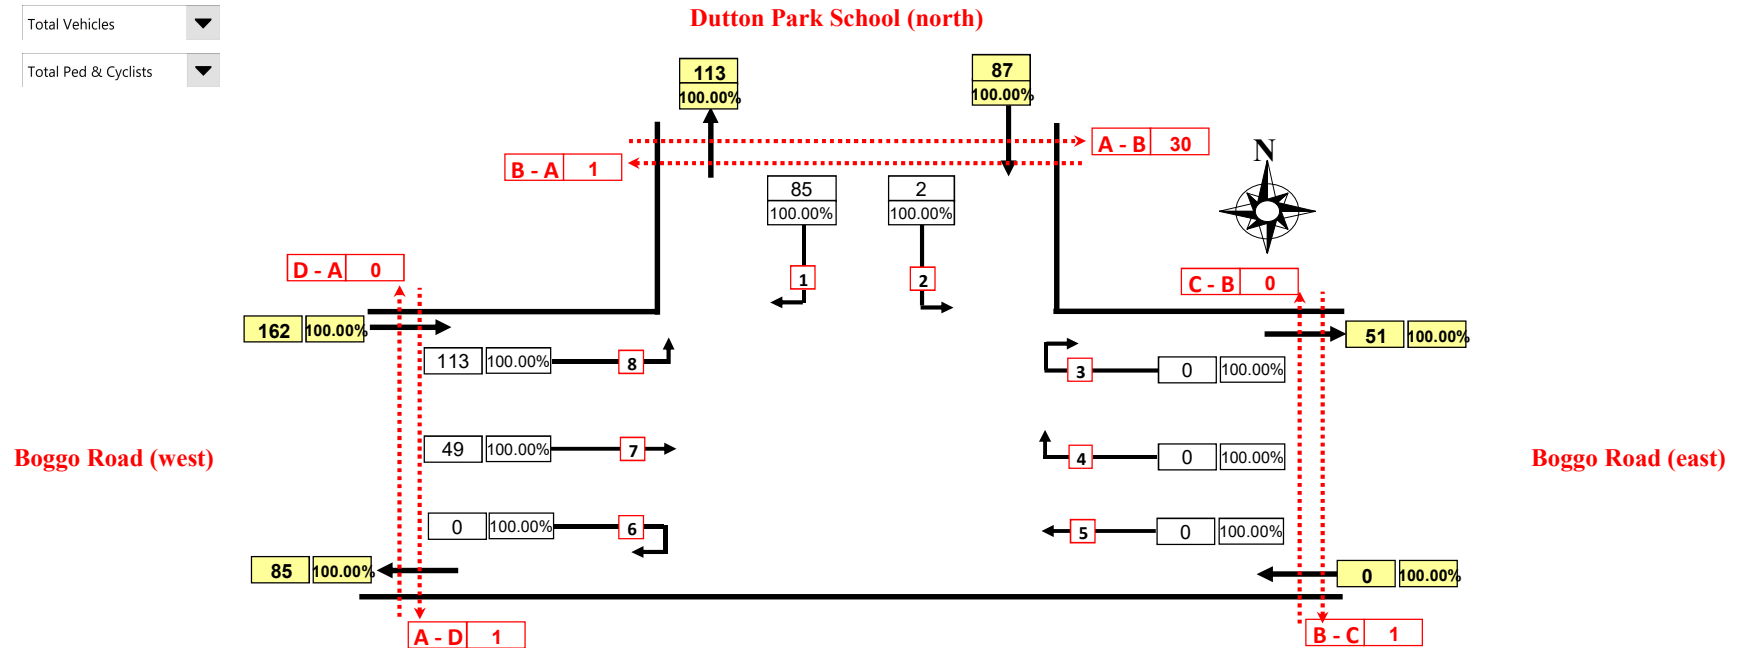 Total Vehicles
Total Ped & Cyclists
Dutton Park School (north)
113
100.00%
87
100.00%
A - B 30
B - A 1
N
85
100.00%
2
100.00%
1
2
D - A 0
C - B 0
162 100.00%
51 100.00%
113 100.00% 8
3 0 100.00%
49 100.00% 7
4 0 100.00%
Boggo Road (west)
Boggo Road (east)
0 100.00% 6
5 0 100.00%
85 100.00%
0 100.00%
A - D 1
B - C 1